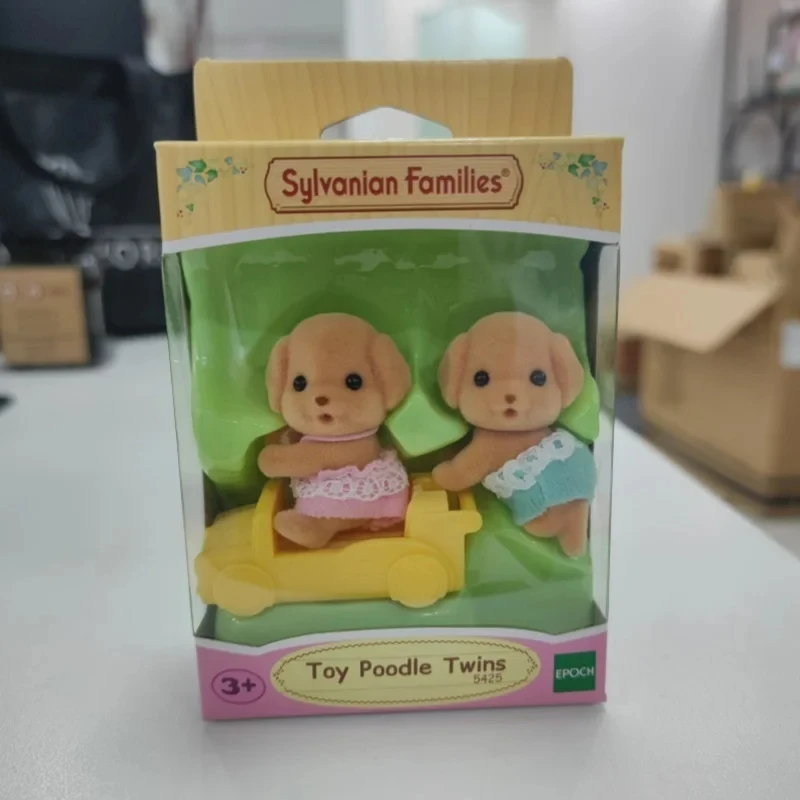 Sylvanian Families®
Toy Poodle Twins
5425
3+
EPOCH